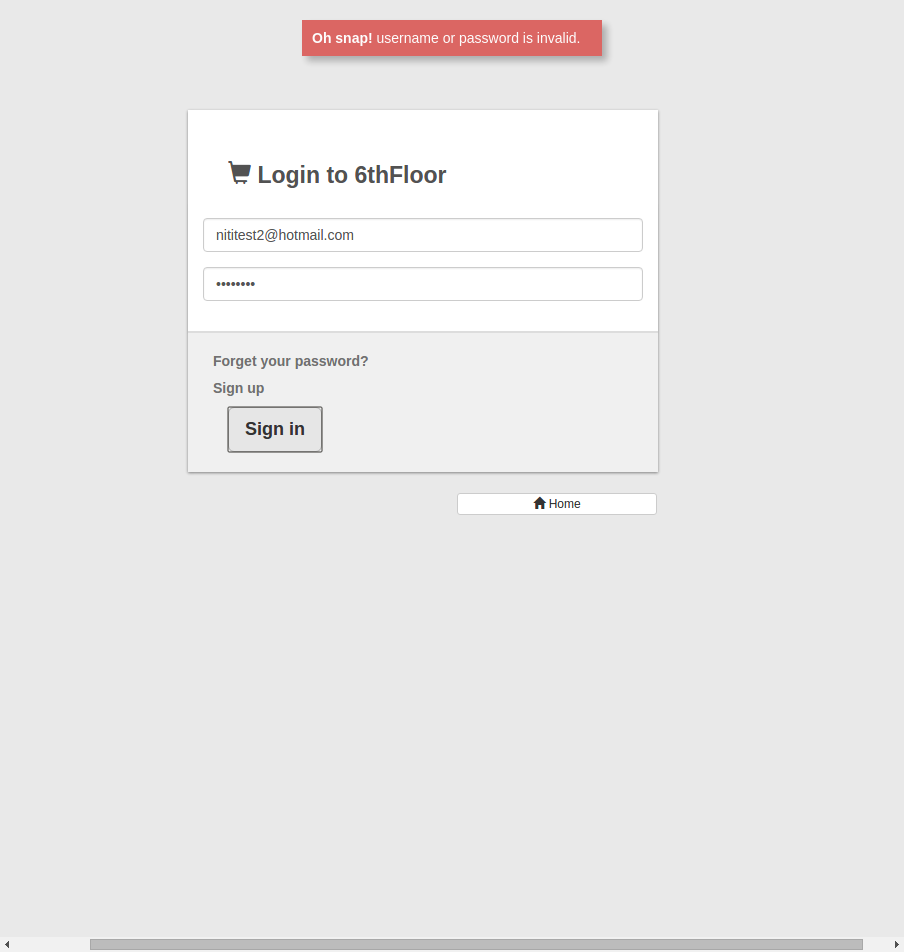 Oh snap! username or password is invalid.
Login to 6thFloor
nititest2@hotmail.com
••••••••
Forget your password?
Sign up
Sign in
Home